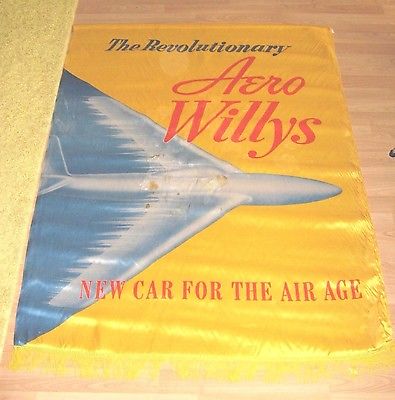 The Revolutionary
Aero
Willys
NEW CAR FOR THE AIR AGE